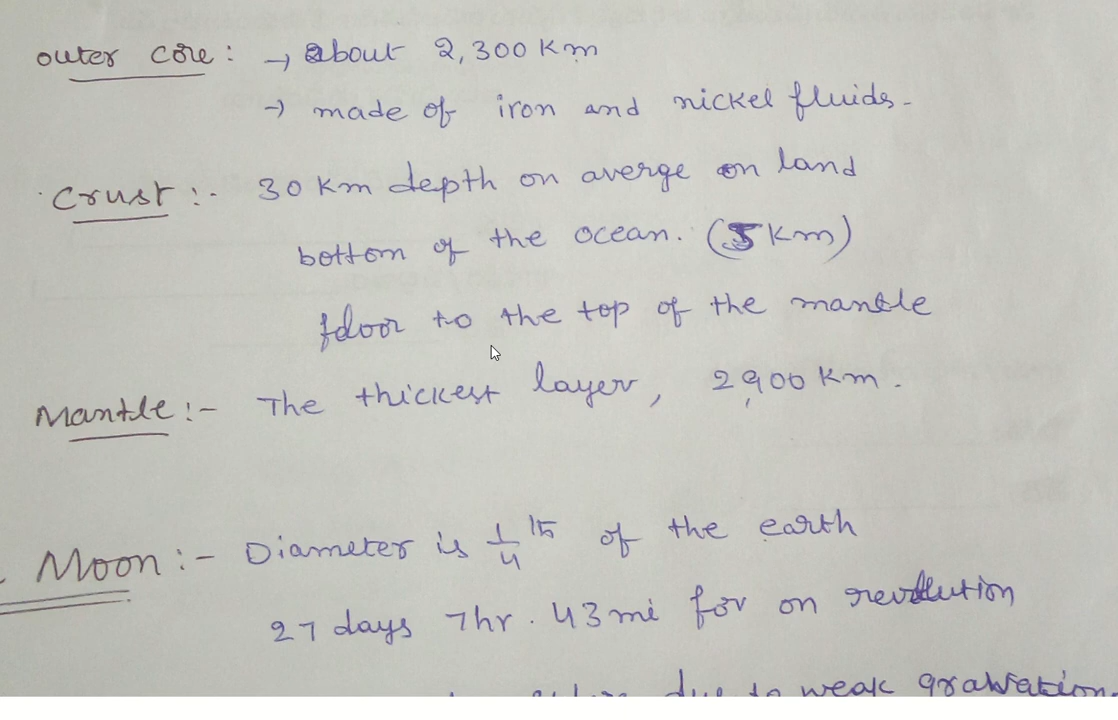 outer core: → about 2,300 Km
→ made of iron and nickel fluids.
Crust :- 30 Km depth on averge on land
bottom of the ocean. (5 Km)
fdoor to the top of the mantle
Mantle :- The thickest layer, 2,900 Km.
Moon :- Diameter is 1/4 th of the earth
27 days 7hr. 43 mi for on revolution
due to weak gravation.